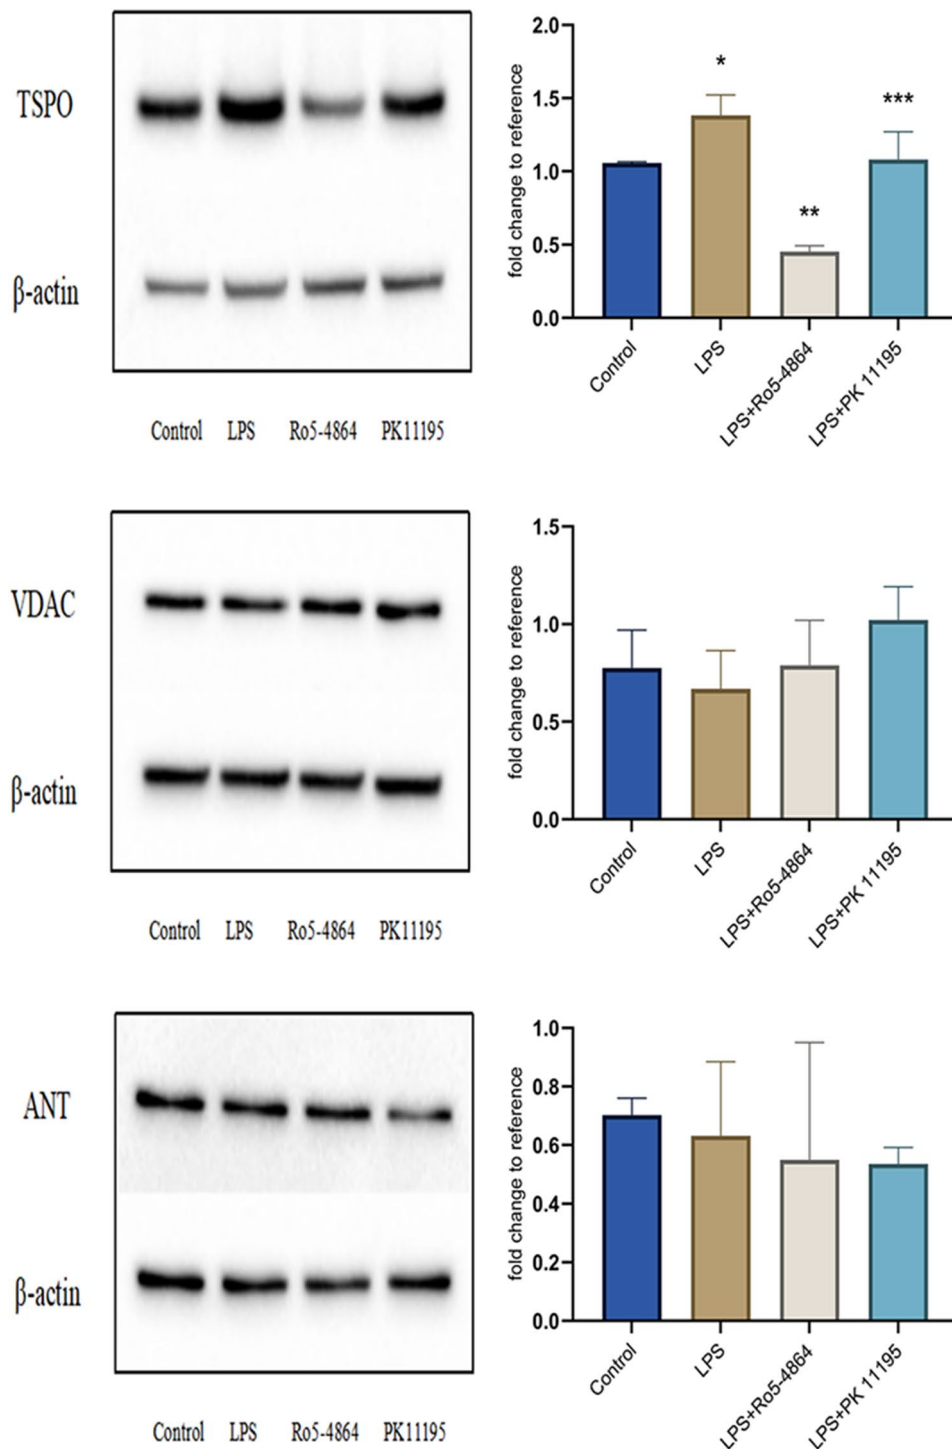 TSPO
β-actin
Control LPS Ro5-4864 PK11195
fold change to reference
2.0
1.5
1.0
0.5
0.0
*
**
***
Control
LPS
LPS+Ro5-4864
LPS+PK 11195
VDAC
β-actin
Control LPS Ro5-4864 PK11195
fold change to reference
1.5
1.0
0.5
0.0
Control
LPS
LPS+Ro5-4864
LPS+PK 11195
ANT
β-actin
Control LPS Ro5-4864 PK11195
fold change to reference
1.0
0.8
0.6
0.4
0.2
0.0
Control
LPS
LPS+Ro5-4864
LPS+PK 11195